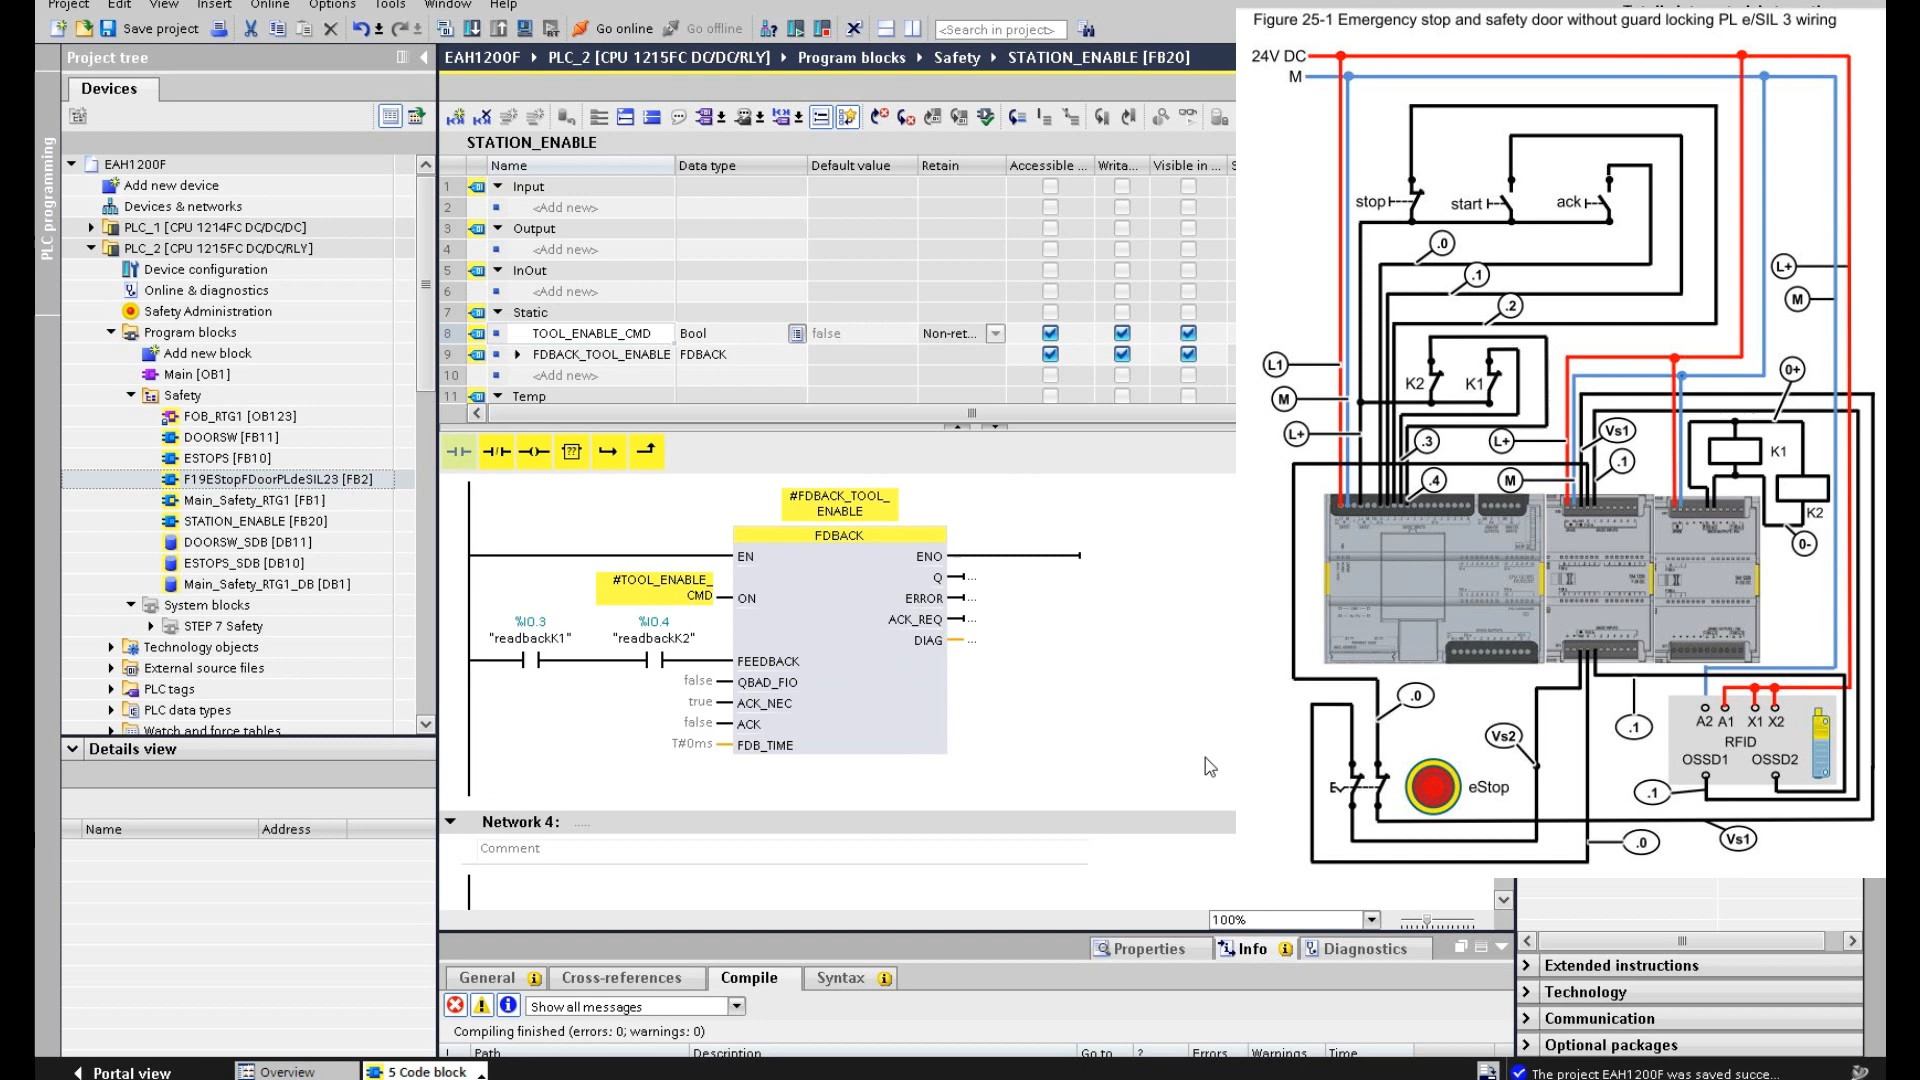 Project Edit View Insert Online Options Tools Window Help
Save project
Go online
Go offline
<Search in project>
Project tree
EAH1200F
PLC_2 [CPU 1215FC DC/DC/RLY]
Program blocks
Safety
STATION_ENABLE [FB20]
Devices
PLC programming
EAH1200F
Add new device
Devices & networks
PLC_1 [CPU 1214FC DC/DC/DC]
PLC_2 [CPU 1215FC DC/DC/RLY]
Device configuration
Online & diagnostics
Safety Administration
Program blocks
Add new block
Main [OB1]
Safety
FOB_RTG1 [OB123]
DOORSW [FB11]
ESTOPS [FB10]
F19EStopFDoorPLdeSIL23 [FB2]
Main_Safety_RTG1 [FB1]
STATION_ENABLE [FB20]
DOORSW_SDB [DB11]
ESTOPS_SDB [DB10]
Main_Safety_RTG1_DB [DB1]
System blocks
STEP 7 Safety
Technology objects
External source files
PLC tags
PLC data types
Watch and force tables
Details view
Name Address
STATION_ENABLE
Name Data type Default value Retain Accessible ... Writa... Visible in ...
1 Input
2 <Add new>
3 Output
4 <Add new>
5 InOut
6 <Add new>
7 Static
8 TOOL_ENABLE_CMD Bool false Non-ret...
9 FDBACK_TOOL_ENABLE FDBACK
10 <Add new>
11 Temp
??
#FDBACK_TOOL_
ENABLE
FDBACK
EN ENO
#TOOL_ENABLE_
CMD ON
Q ...
ERROR ...
ACK_REQ ...
DIAG ...
%I0.3 %I0.4
"readbackK1" "readbackK2"
FEEDBACK
false QBAD_FIO
true ACK_NEC
false ACK
T#0ms FDB_TIME
Network 4: .....
Comment
100%
Properties Info Diagnostics
General Cross-references Compile Syntax
Show all messages
Compiling finished (errors: 0; warnings: 0)
! Path Description Go to ? Errors Warnings Time
Extended instructions
Technology
Communication
Optional packages
Portal view Overview 5 Code block
The project EAH1200F was saved succe...
Figure 25-1 Emergency stop and safety door without guard locking PL e/SIL 3 wiring
24V DC
M
stop start ack
.0
.1
.2
L+
M
L1
M
L+
K2 K1
.3
.4
L+
M
Vs1
.1
0+
K1
K2
0-
.0
Vs2
.1
A2 A1 X1 X2
RFID
OSSD1 OSSD2
.1
eStop
Vs1
.0